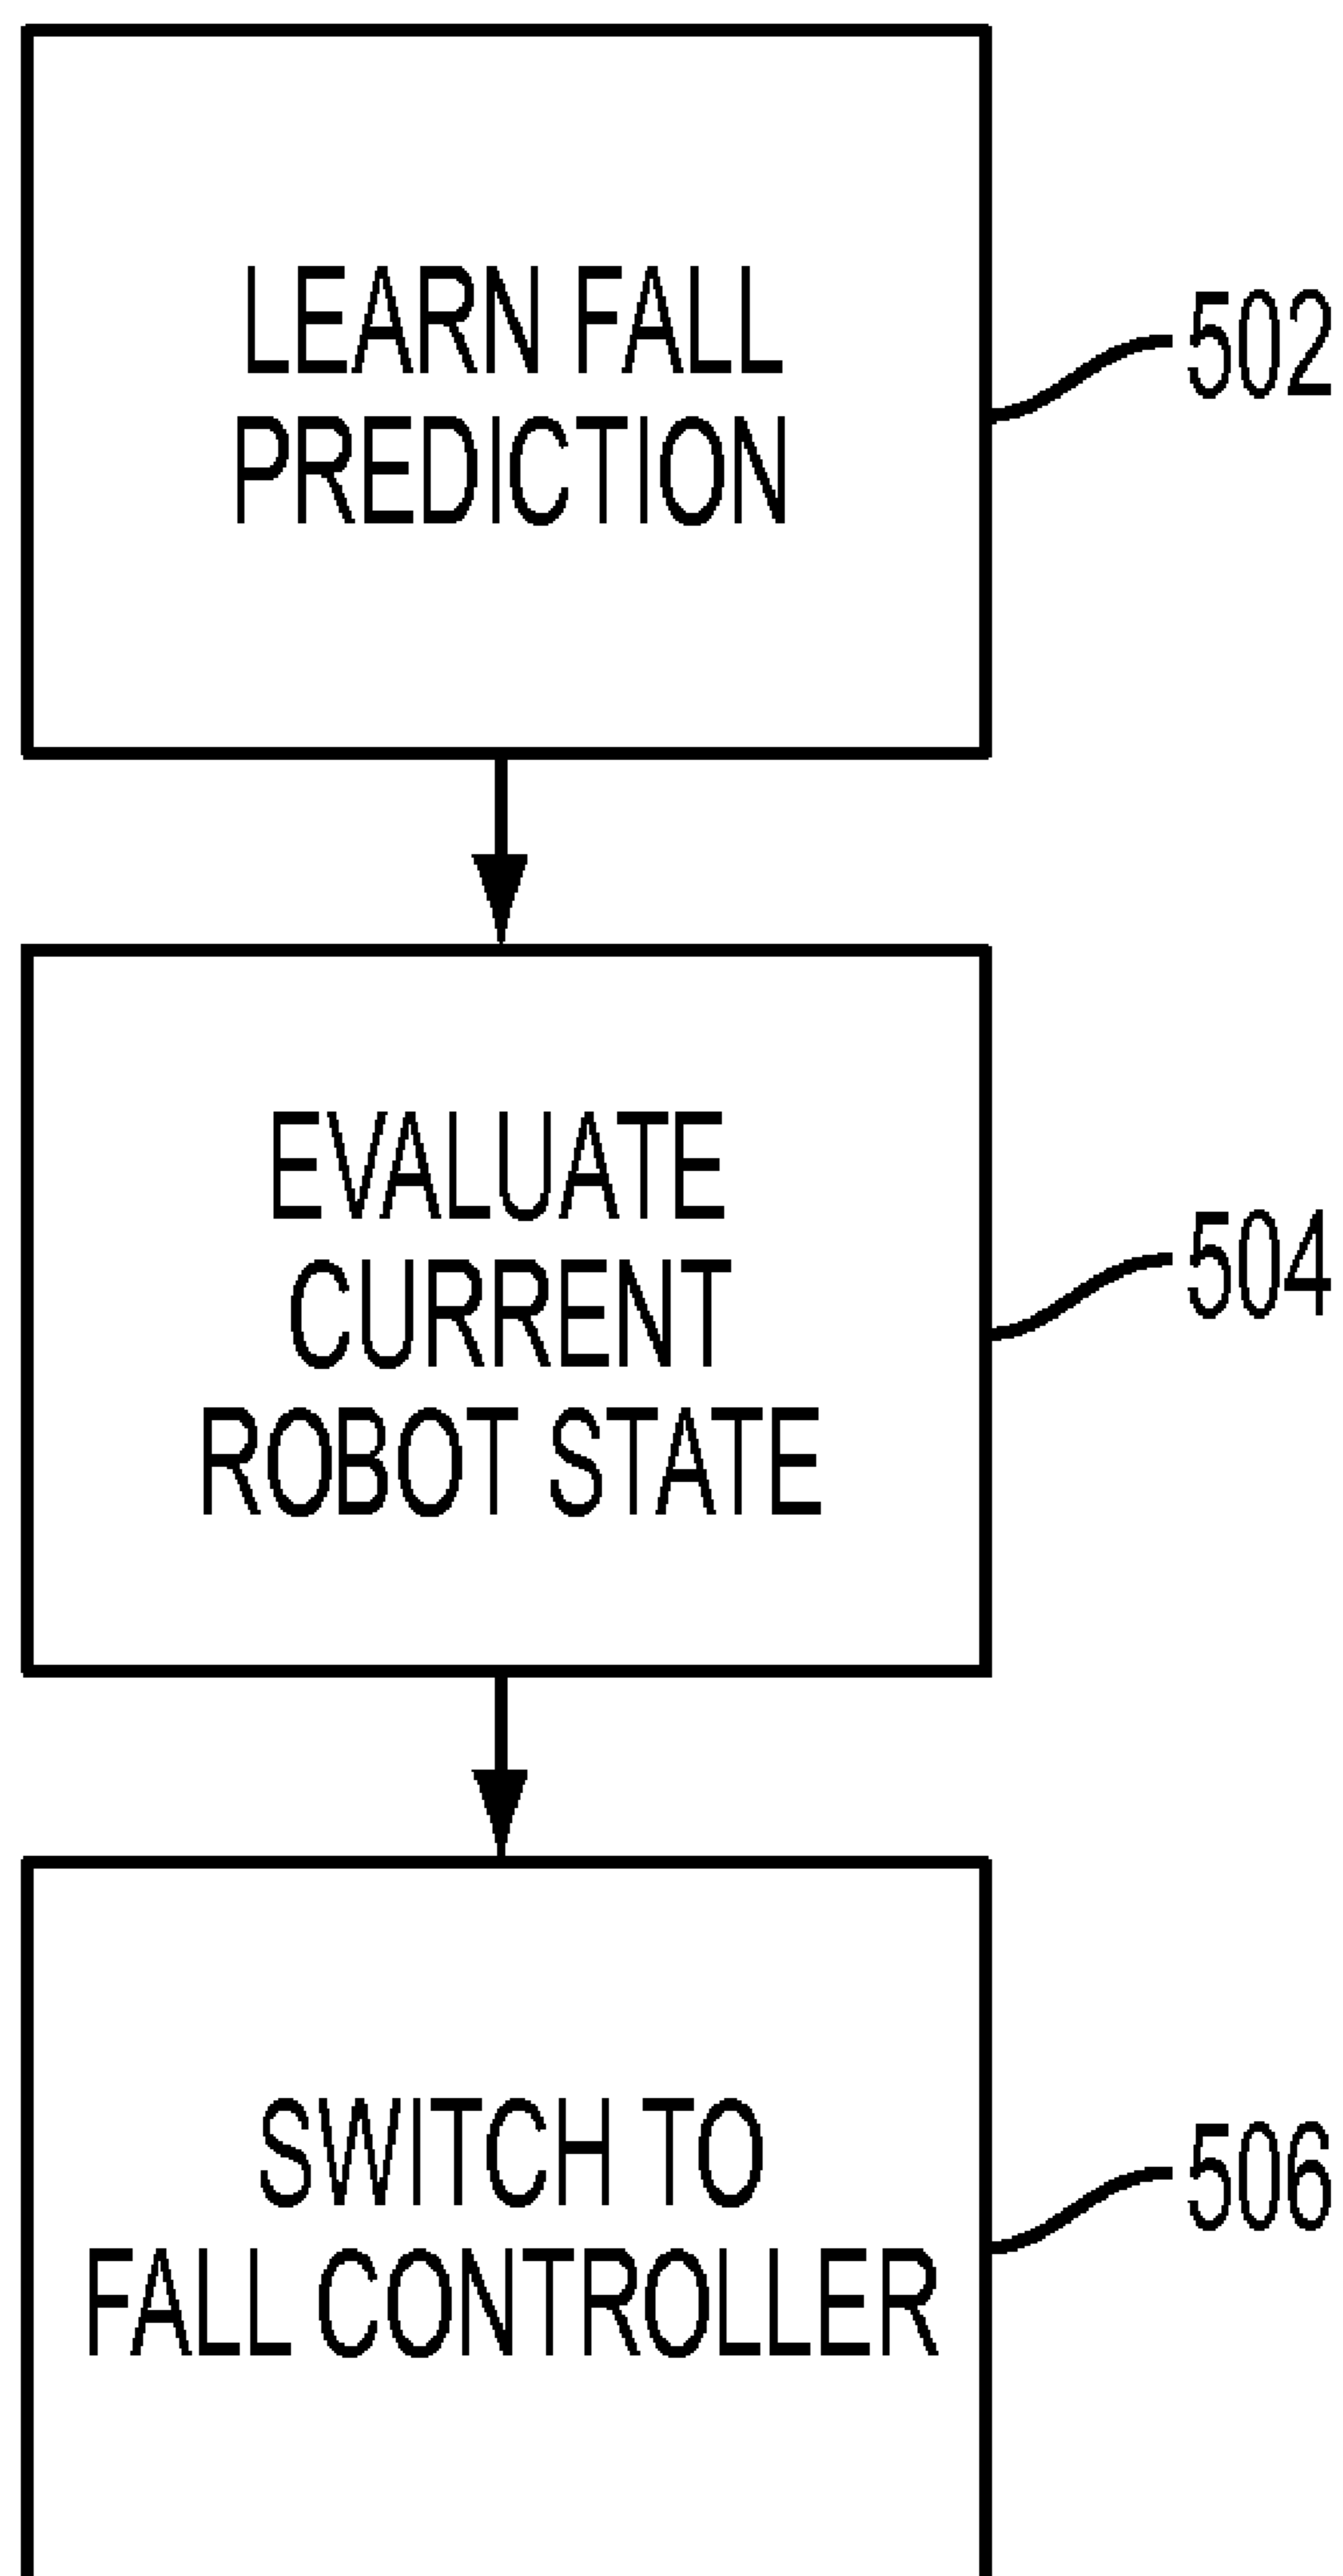 LEARN FALL
PREDICTION
502
EVALUATE
CURRENT
ROBOT STATE
504
SWITCH TO
FALL CONTROLLER
506